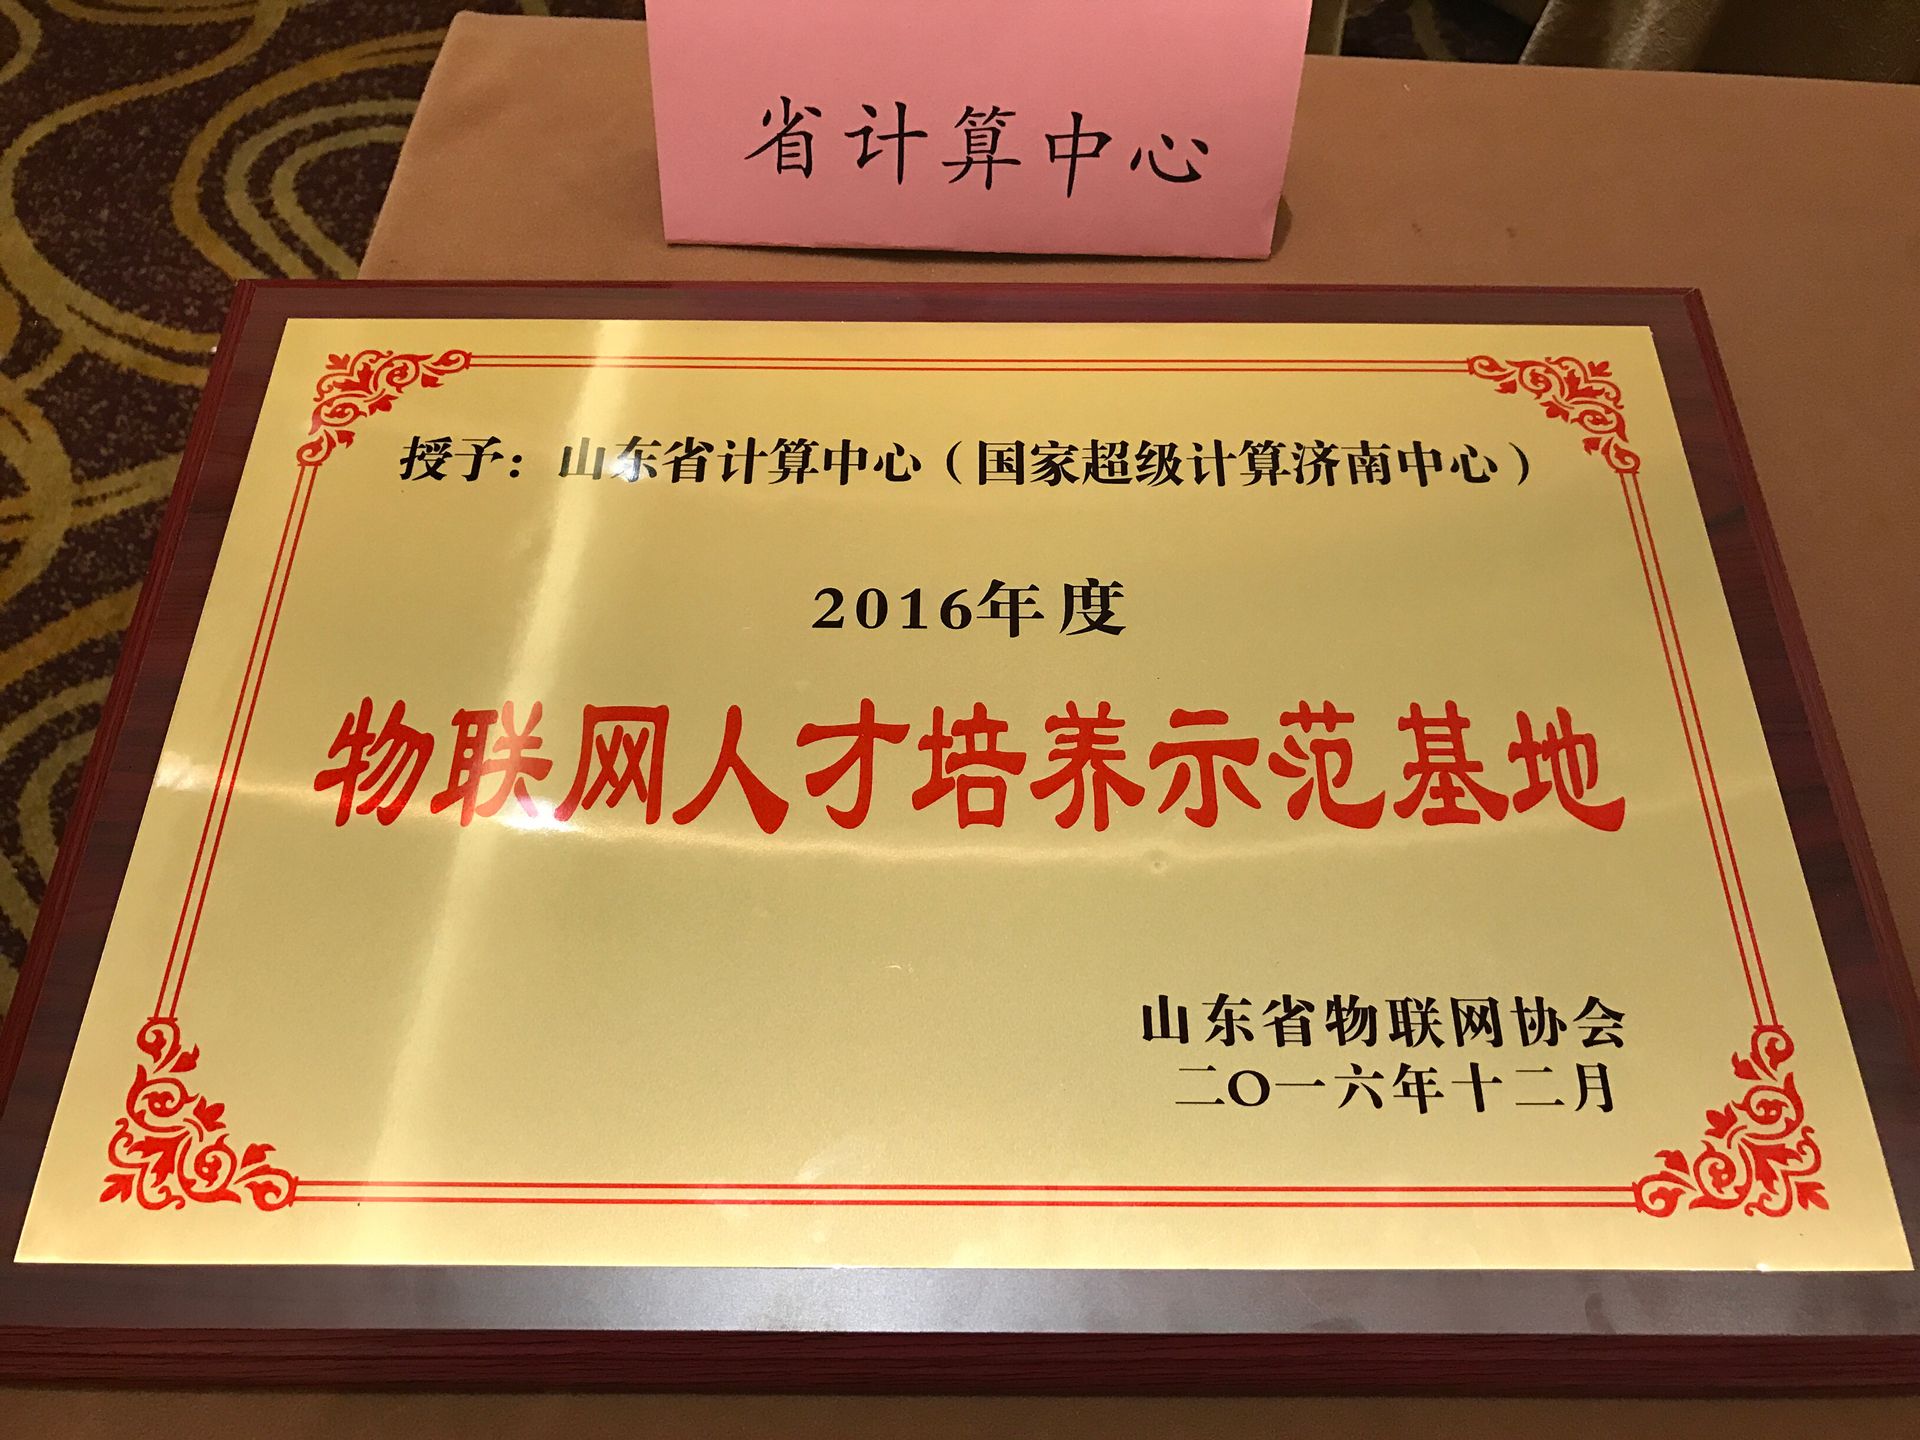 省计算中心
授予：山东省计算中心（国家超级计算济南中心）
2016年度
物联网人才培养示范基地
山东省物联网协会
二〇一六年十二月